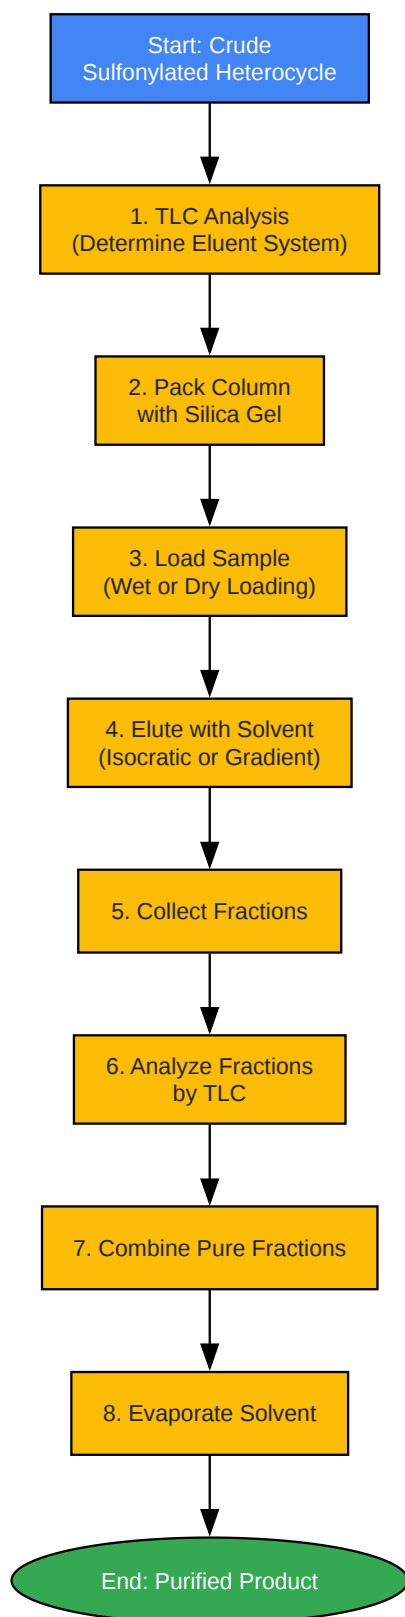 Start: Crude
Sulfonylated Heterocycle
1. TLC Analysis
(Determine Eluent System)
2. Pack Column
with Silica Gel
3. Load Sample
(Wet or Dry Loading)
4. Elute with Solvent
(Isocratic or Gradient)
5. Collect Fractions
6. Analyze Fractions
by TLC
7. Combine Pure Fractions
8. Evaporate Solvent
End: Purified Product